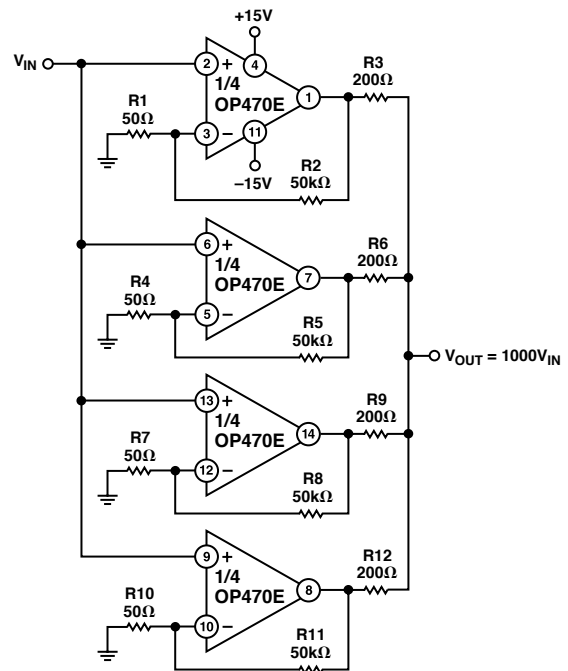 +15V
V_IN
2
+
4
1/4
OP470E
1
R3
200Ω
R1
50Ω
3
–
11
R2
50kΩ
–15V
6
+
1/4
OP470E
7
R6
200Ω
R4
50Ω
5
–
R5
50kΩ
V_OUT = 1000V_IN
13
+
1/4
OP470E
14
R9
200Ω
R7
50Ω
12
–
R8
50kΩ
9
+
1/4
OP470E
8
R12
200Ω
R10
50Ω
10
–
R11
50kΩ